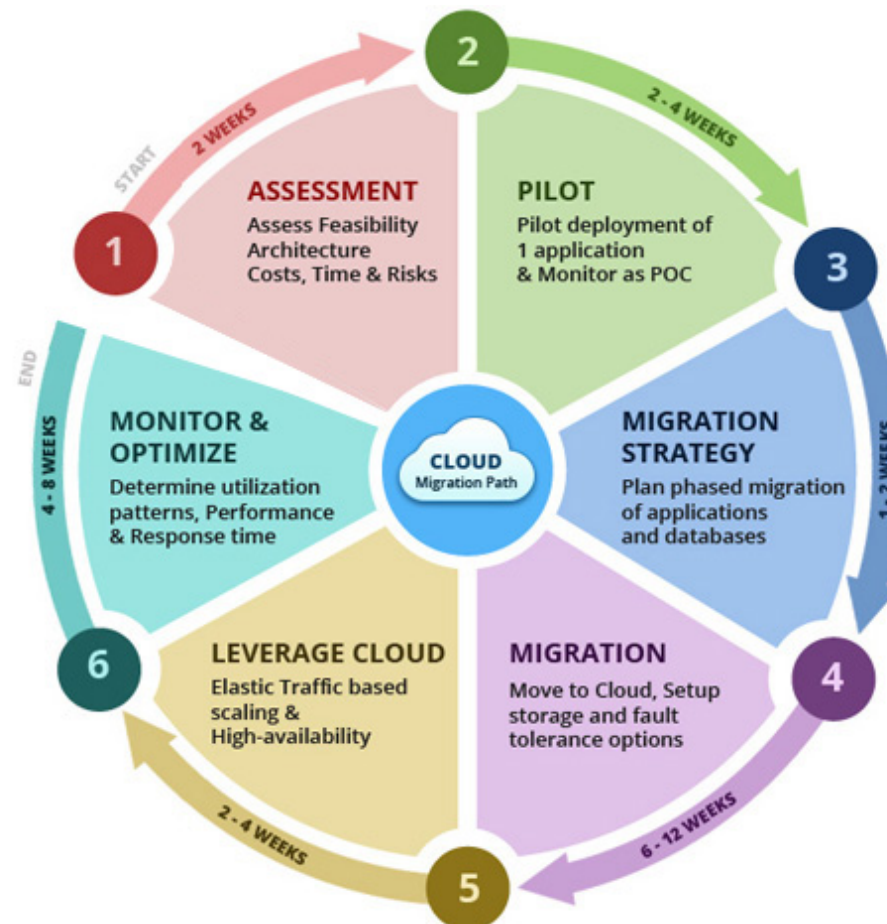 START
1
2 WEEKS
ASSESSMENT
Assess Feasibility
Architecture
Costs, Time & Risks
2
2 - 4 WEEKS
PILOT
Pilot deployment of
1 application
& Monitor as POC
3
MIGRATION
STRATEGY
Plan phased migration
of applications
and databases
WEEKS
4
6 - 12 WEEKS
MIGRATION
Move to Cloud, Setup
storage and fault
tolerance options
5
2 - 4 WEEKS
LEVERAGE CLOUD
Elastic Traffic based
scaling &
High-availability
6
4 - 8 WEEKS
MONITOR &
OPTIMIZE
Determine utilization
patterns, Performance
& Response time
END
CLOUD
Migration Path